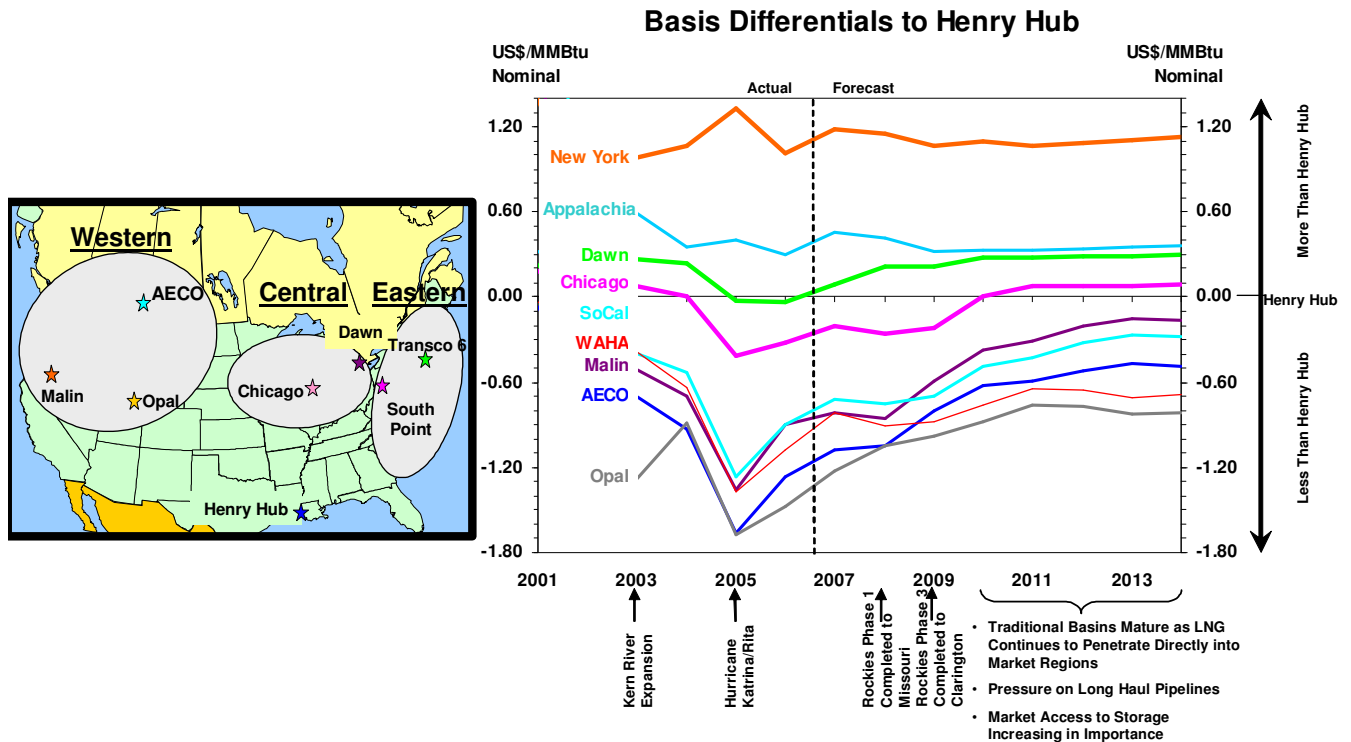 Basis Differentials to Henry Hub
US$/MMBtu
Nominal
US$/MMBtu
Nominal
Actual
Forecast
1.20
0.60
0.00
-0.60
-1.20
-1.80
New York
Appalachia
Dawn
Chicago
SoCal
WAHA
Malin
AECO
Opal
1.20
0.60
0.00
-0.60
-1.20
-1.80
More Than Henry Hub
Henry Hub
Less Than Henry Hub
2001
2003
2005
2007
2009
2011
2013
Kern River
Expansion
Hurricane
Katrina/Rita
Rockies Phase 1
Completed to
Missouri
Rockies Phase 3
Completed to
Clarington
• Traditional Basins Mature as LNG
Continues to Penetrate Directly into
Market Regions
• Pressure on Long Haul Pipelines
• Market Access to Storage
Increasing in Importance
Western
Central
Eastern
AECO
Dawn
Transco 6
Malin
Opal
Chicago
South
Point
Henry Hub